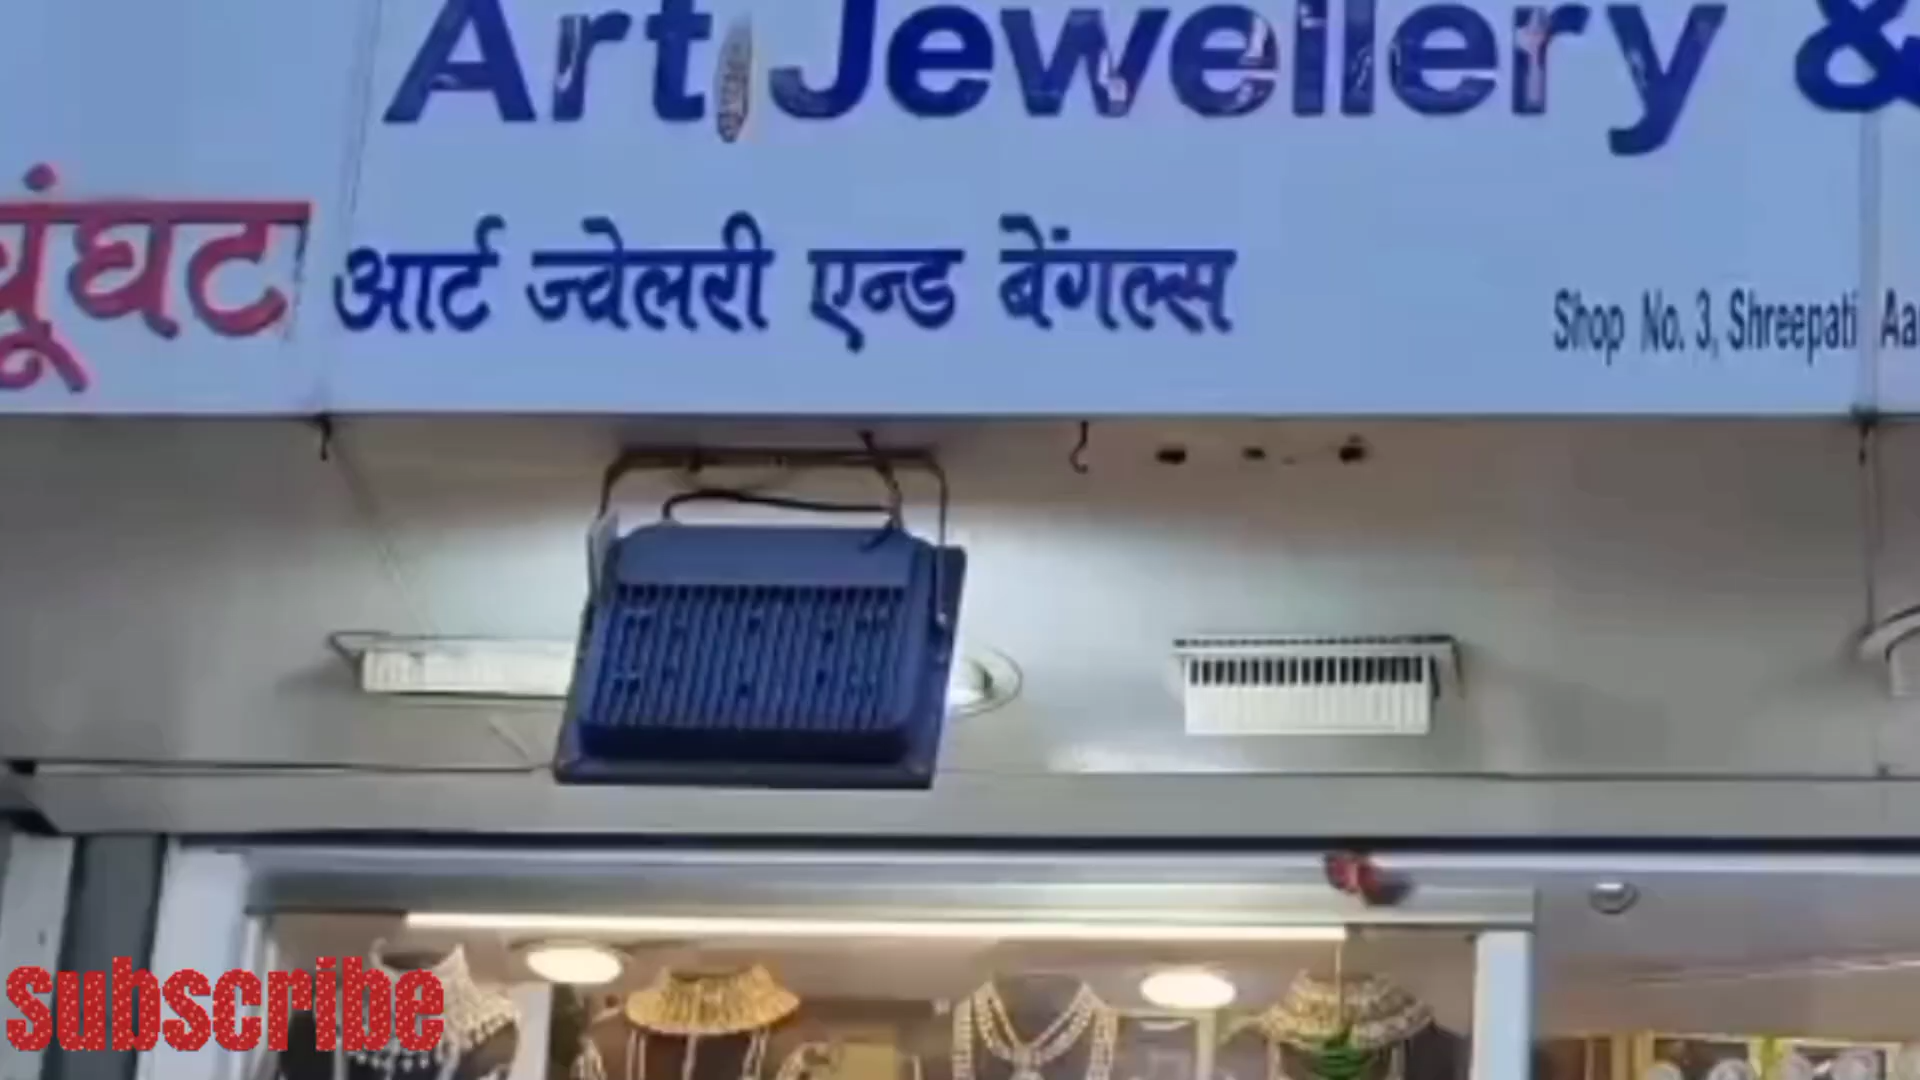 Art Jewellery &
घूंघट आर्ट ज्वेलरी एन्ड बेंगल्स
Shop No. 3, Shreepati
subscribe